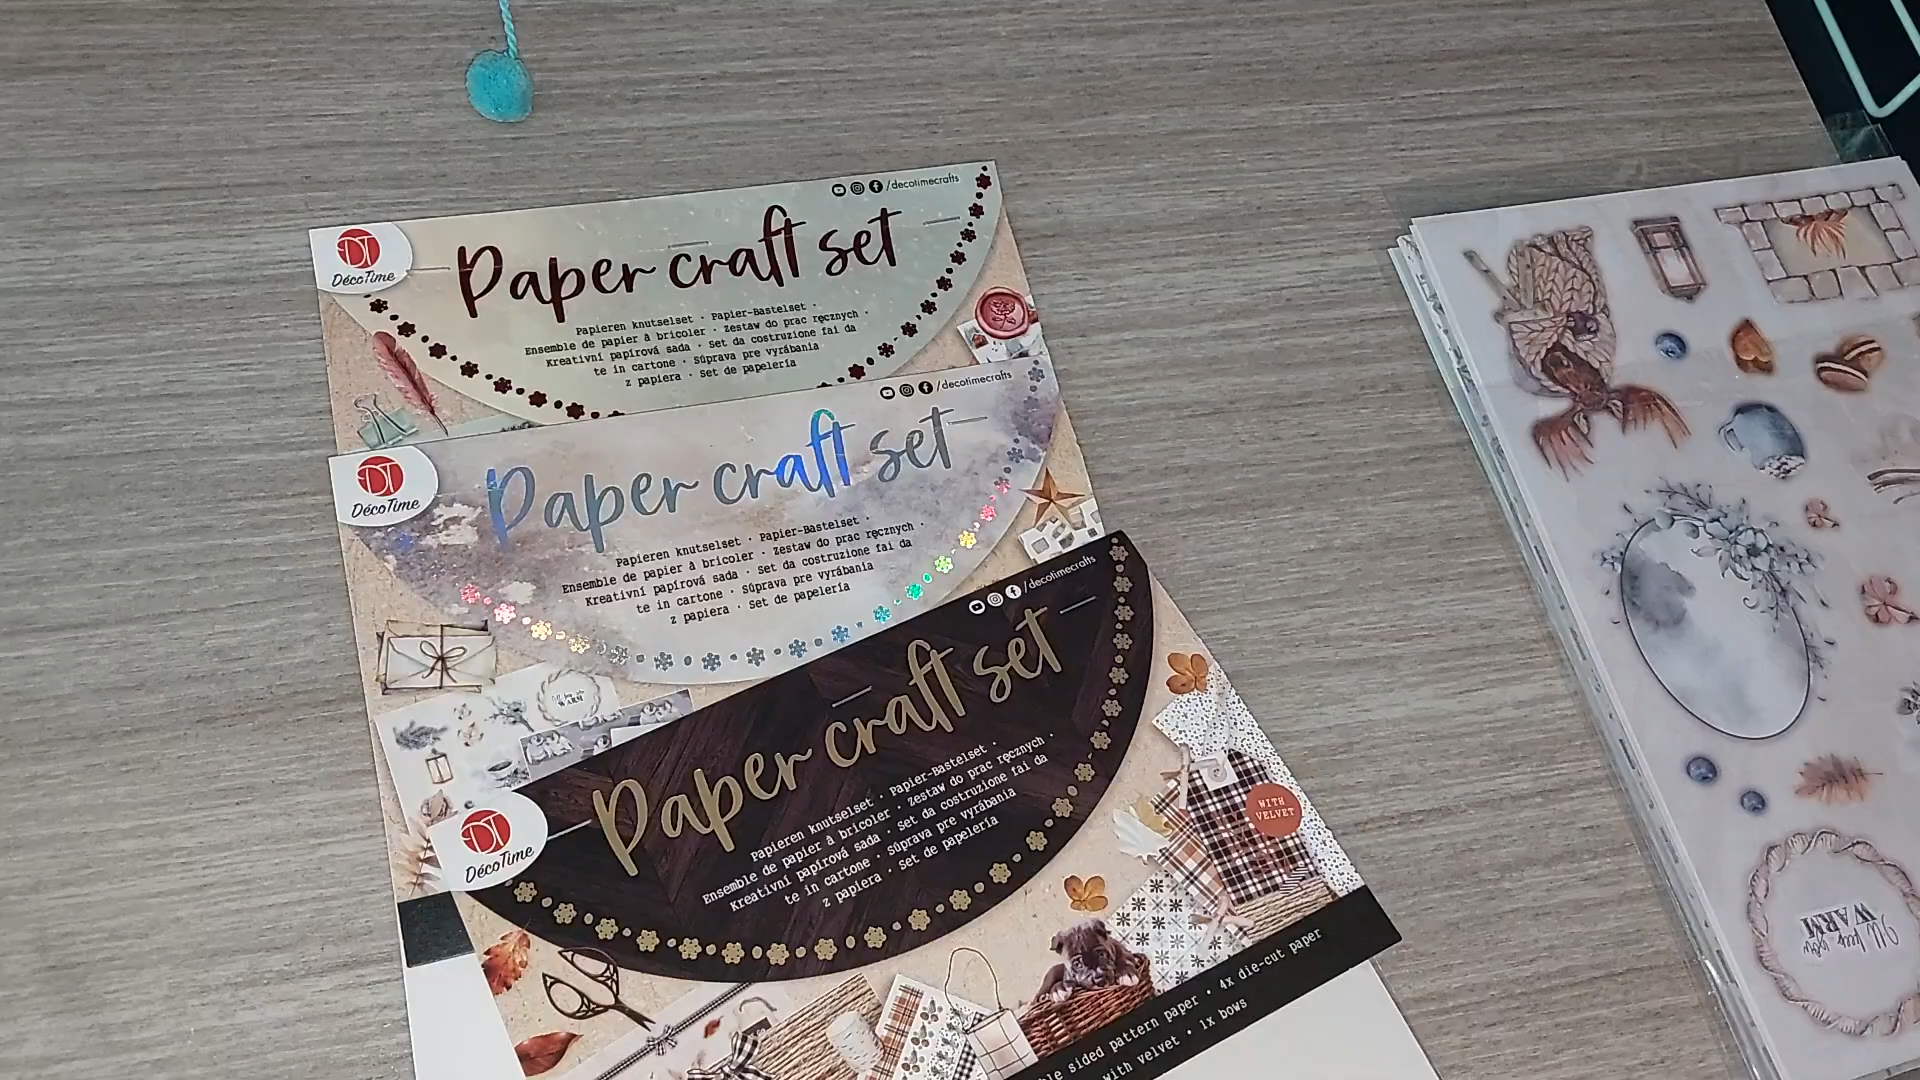 /decotimecrafts
DécoTime
Paper craft set
Papieren knutselset · Papier-Bastelset ·
Ensemble de papier à bricoler · Zestaw do prac ręcznych ·
Kreativní papírová sada · Set da costruzione fai da
te in cartone · Súprava pre vyrábania
z papiera · Set de papelería
/decotimecrafts
DécoTime
Paper craft set
Papieren knutselset · Papier-Bastelset ·
Ensemble de papier à bricoler · Zestaw do prac ręcznych ·
Kreativní papírová sada · Set da costruzione fai da
te in cartone · Súprava pre vyrábania
z papiera · Set de papelería
WARM
/decotimecrafts
DécoTime
Paper craft set
Papieren knutselset · Papier-Bastelset ·
Ensemble de papier à bricoler · Zestaw do prac ręcznych ·
Kreativní papírová sada · Set da costruzione fai da
te in cartone · Súprava pre vyrábania
z papiera · Set de papelería
WITH
VELVET
sided pattern paper · 4x die-cut paper
with velvet · 1x bows
I'll keep you
WARM